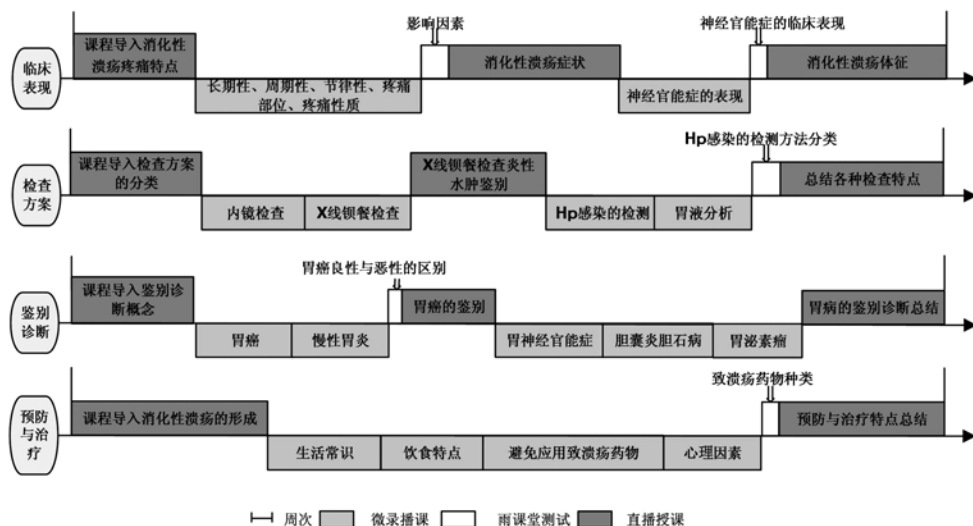 影响因素
神经官能症的临床表现
课程导入消化性
溃疡疼痛特点
消化性溃疡症状
消化性溃疡体征
临床
表现
长期性、周期性、节律性、疼痛
部位、疼痛性质
神经官能症的表现
Hp感染的检测方法分类
课程导入检查方案
的分类
X线钡餐检查炎性
水肿鉴别
总结各种检查特点
检查
方案
内镜检查
X线钡餐检查
Hp感染的检测
胃液分析
胃癌良性与恶性的区别
课程导入鉴别诊
断概念
胃癌的鉴别
胃病的鉴别诊断总结
鉴别
诊断
胃癌
慢性胃炎
胃神经官能症
胆囊炎胆石病
胃泌素瘤
致溃疡药物种类
课程导入消化性溃疡的形成
预防与治疗特点总结
预防
与治
疗
生活常识
饮食特点
避免应用致溃疡药物
心理因素
周次
微录播课
雨课堂测试
直播授课